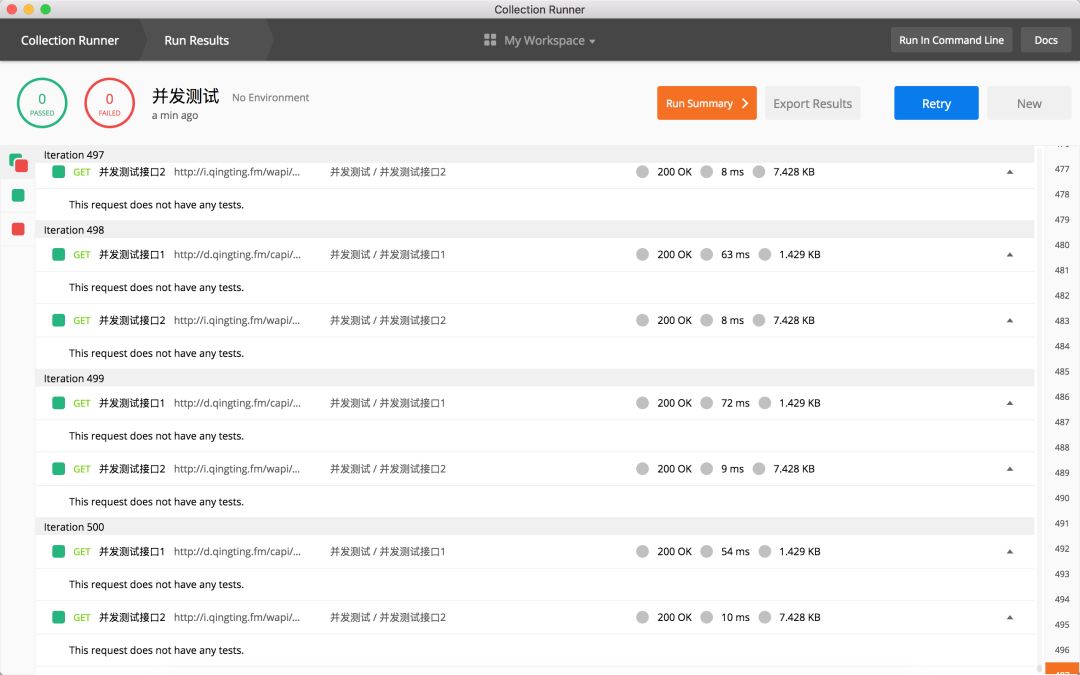 Collection Runner
Collection Runner Run Results My Workspace Run In Command Line Docs
0 PASSED
0 FAILED
并发测试 No Environment
a min ago
Run Summary Export Results Retry New
Iteration 497
GET 并发测试接口2 http://i.qingting.fm/wapi/... 并发测试 / 并发测试接口2 200 OK 8 ms 7.428 KB
This request does not have any tests.
Iteration 498
GET 并发测试接口1 http://d.qingting.fm/capi/... 并发测试 / 并发测试接口1 200 OK 63 ms 1.429 KB
This request does not have any tests.
GET 并发测试接口2 http://i.qingting.fm/wapi/... 并发测试 / 并发测试接口2 200 OK 8 ms 7.428 KB
This request does not have any tests.
Iteration 499
GET 并发测试接口1 http://d.qingting.fm/capi/... 并发测试 / 并发测试接口1 200 OK 72 ms 1.429 KB
This request does not have any tests.
GET 并发测试接口2 http://i.qingting.fm/wapi/... 并发测试 / 并发测试接口2 200 OK 9 ms 7.428 KB
This request does not have any tests.
Iteration 500
GET 并发测试接口1 http://d.qingting.fm/capi/... 并发测试 / 并发测试接口1 200 OK 54 ms 1.429 KB
This request does not have any tests.
GET 并发测试接口2 http://i.qingting.fm/wapi/... 并发测试 / 并发测试接口2 200 OK 10 ms 7.428 KB
This request does not have any tests.
477
478
479
480
481
482
483
484
485
486
487
488
489
490
491
492
493
494
495
496